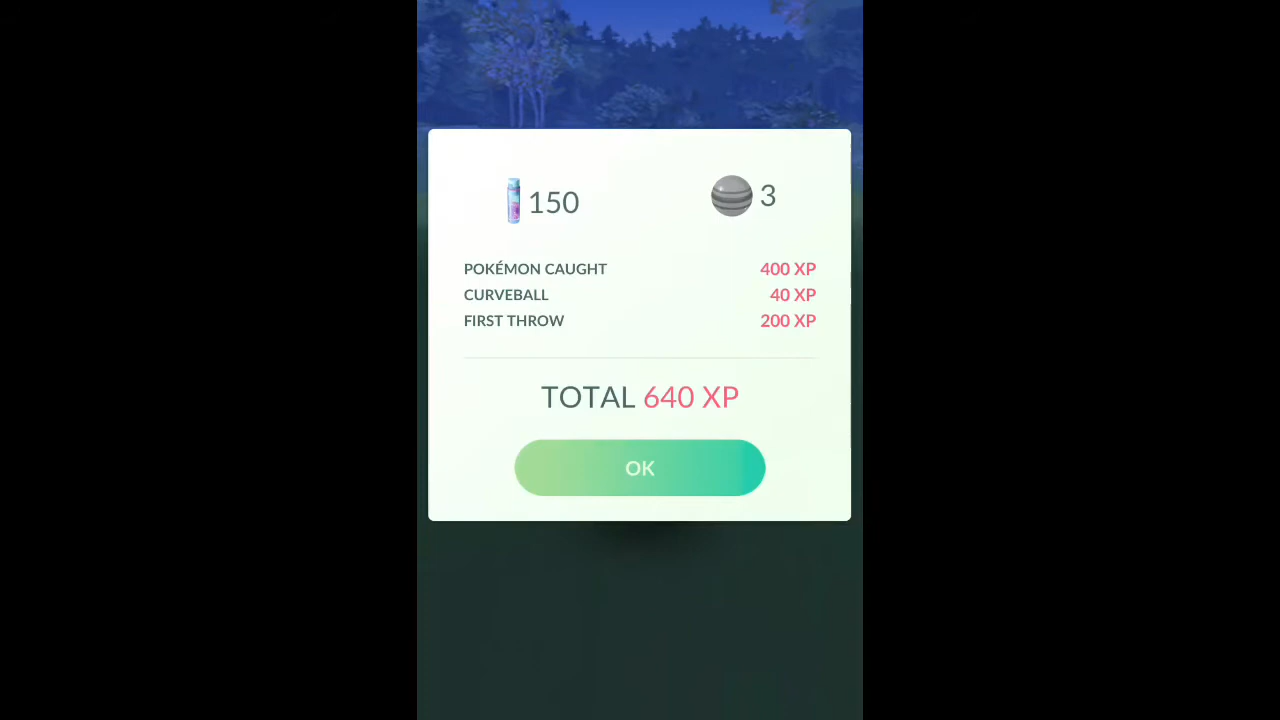 150 3
POKÉMON CAUGHT 400 XP
CURVEBALL 40 XP
FIRST THROW 200 XP
TOTAL 640 XP
OK